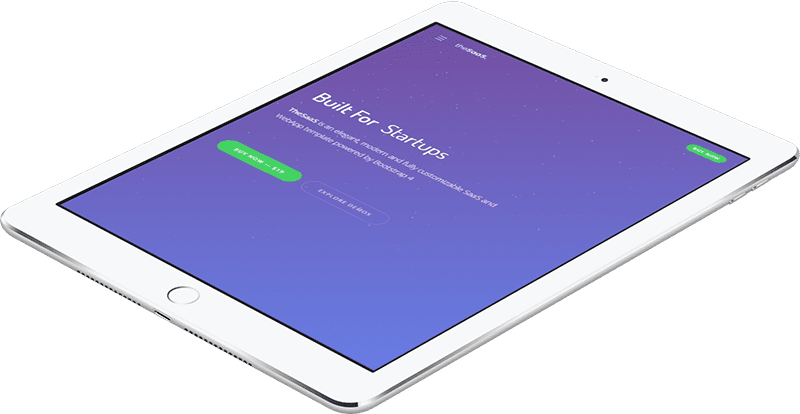 theSaaS.
BUY NOW
Built For Startups
TheSaaS is an elegant, modern and fully customizable SaaS and
WebApp template powered by Bootstrap 4
BUY NOW — $19
EXPLORE DEMOS